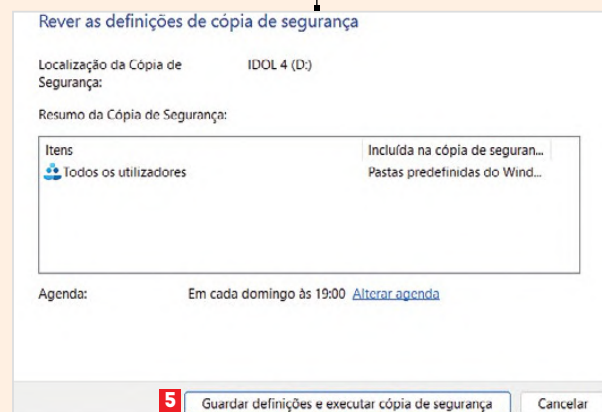 Rever as definições de cópia de segurança
Localização da Cópia de IDOL 4 (D:)
Segurança:
Resumo da Cópia de Segurança:
Itens Incluída na cópia de seguran...
Todos os utilizadores Pastas predefinidas do Wind...
Agenda: Em cada domingo às 19:00 Alterar agenda
5 Guardar definições e executar cópia de segurança Cancelar